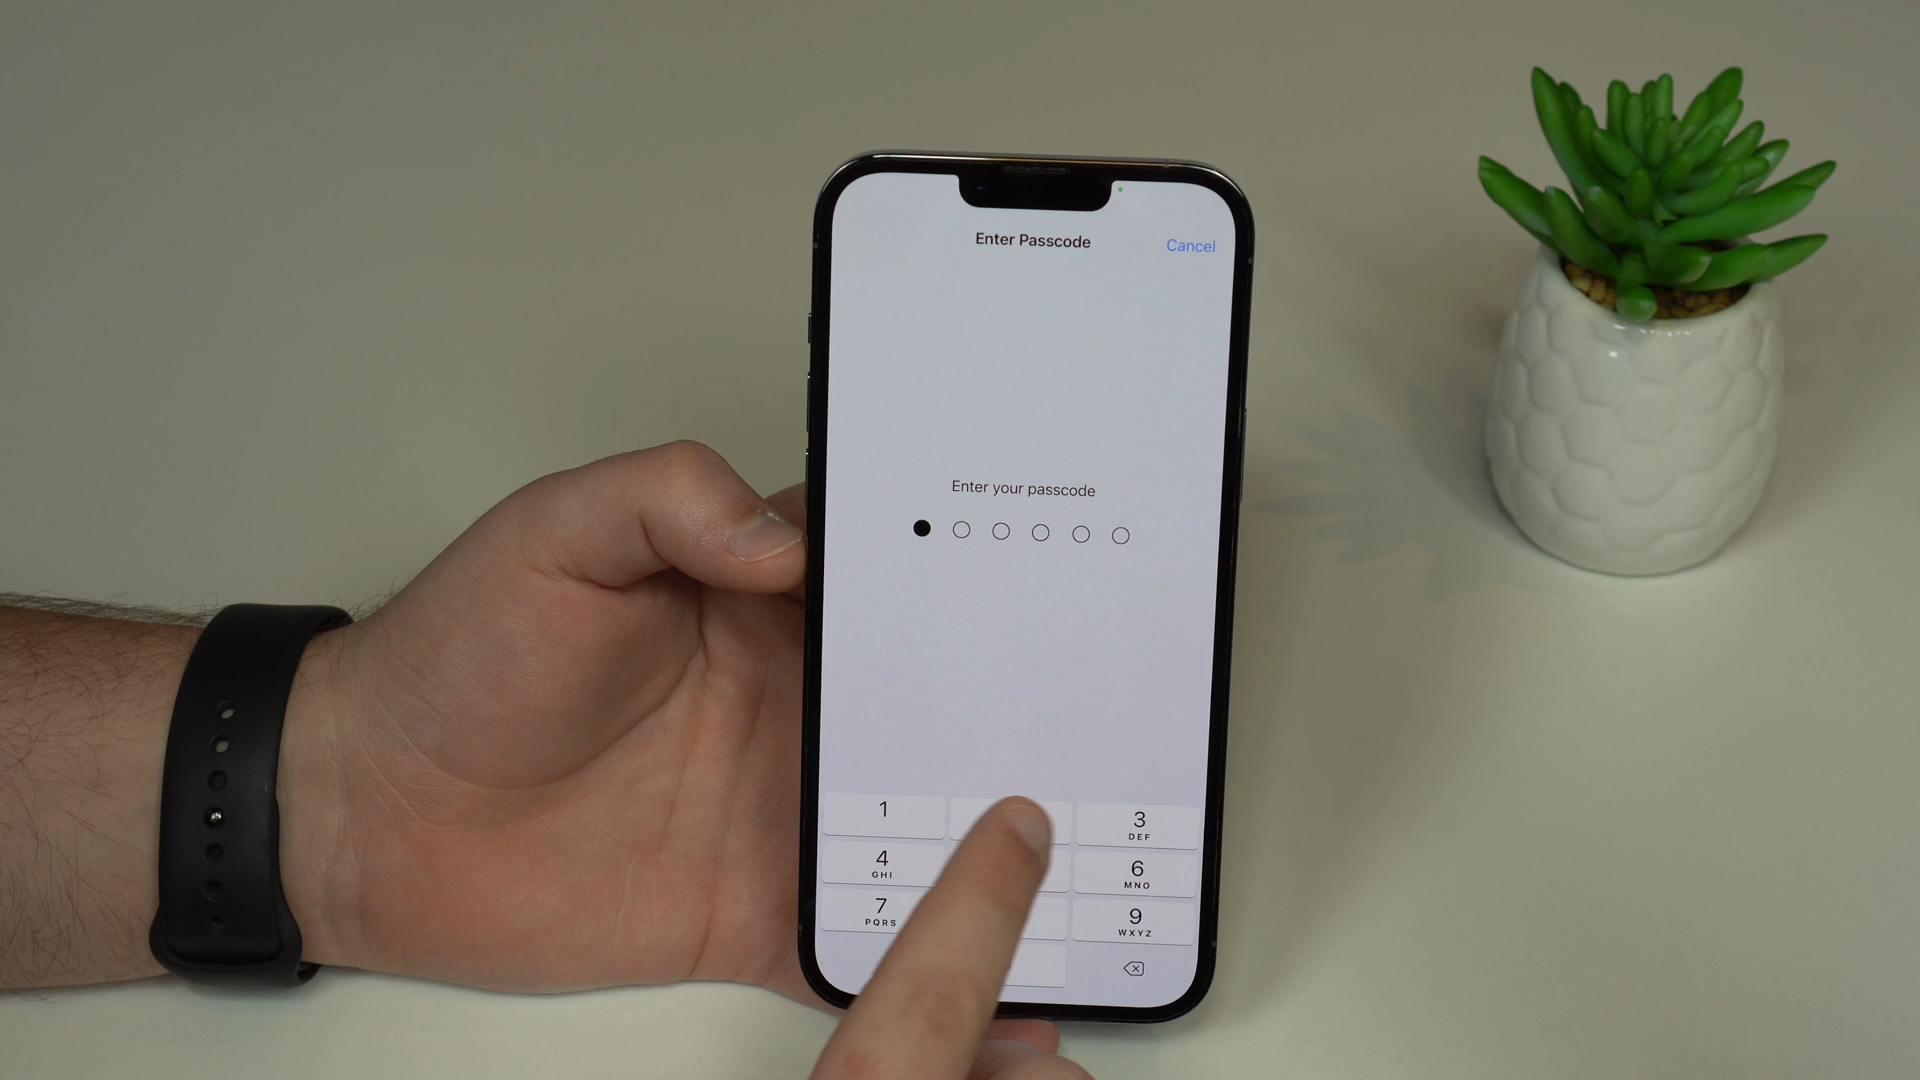 Enter Passcode
Cancel
Enter your passcode
1
3
DEF
4
GHI
6
MNO
7
PQRS
9
WXYZ